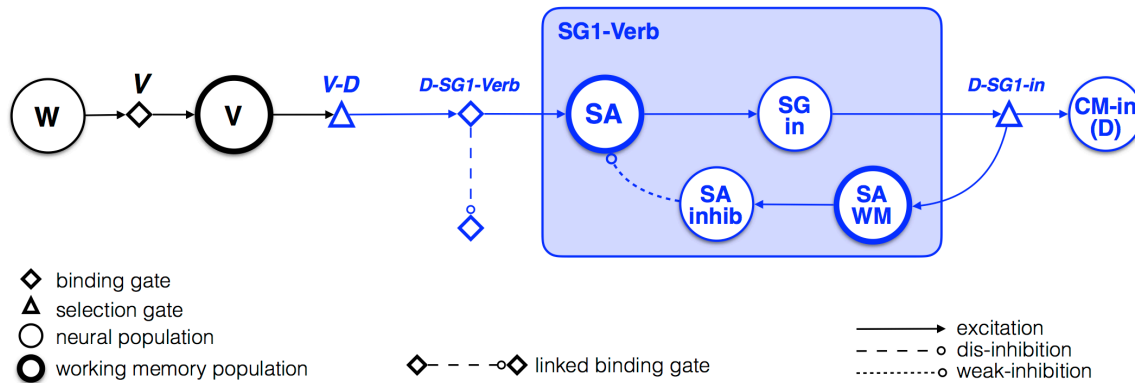 SG1-Verb
V
V-D
D-SG1-Verb
D-SG1-in
W
V
SA
SG
in
CM-in
(D)
SA
inhib
SA
WM
binding gate
selection gate
neural population
working memory population
linked binding gate
excitation
dis-inhibition
weak-inhibition